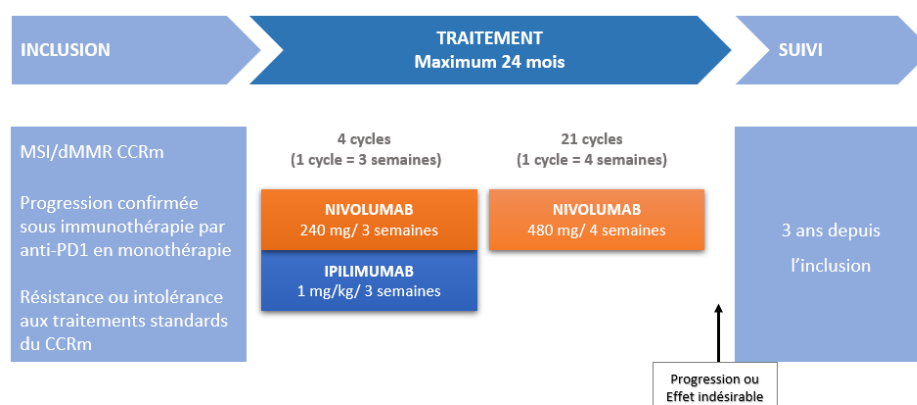 INCLUSION
TRAITEMENT
Maximum 24 mois
SUIVI
MSI/dMMR CCRm
Progression confirmée
sous immunothérapie par
anti-PD1 en monothérapie
Résistance ou intolérance
aux traitements standards
du CCRm
4 cycles
(1 cycle = 3 semaines)
NIVOLUMAB
240 mg/ 3 semaines
IPILIMUMAB
1 mg/kg/ 3 semaines
21 cycles
(1 cycle = 4 semaines)
NIVOLUMAB
480 mg/ 4 semaines
3 ans depuis
l'inclusion
Progression ou
Effet indésirable